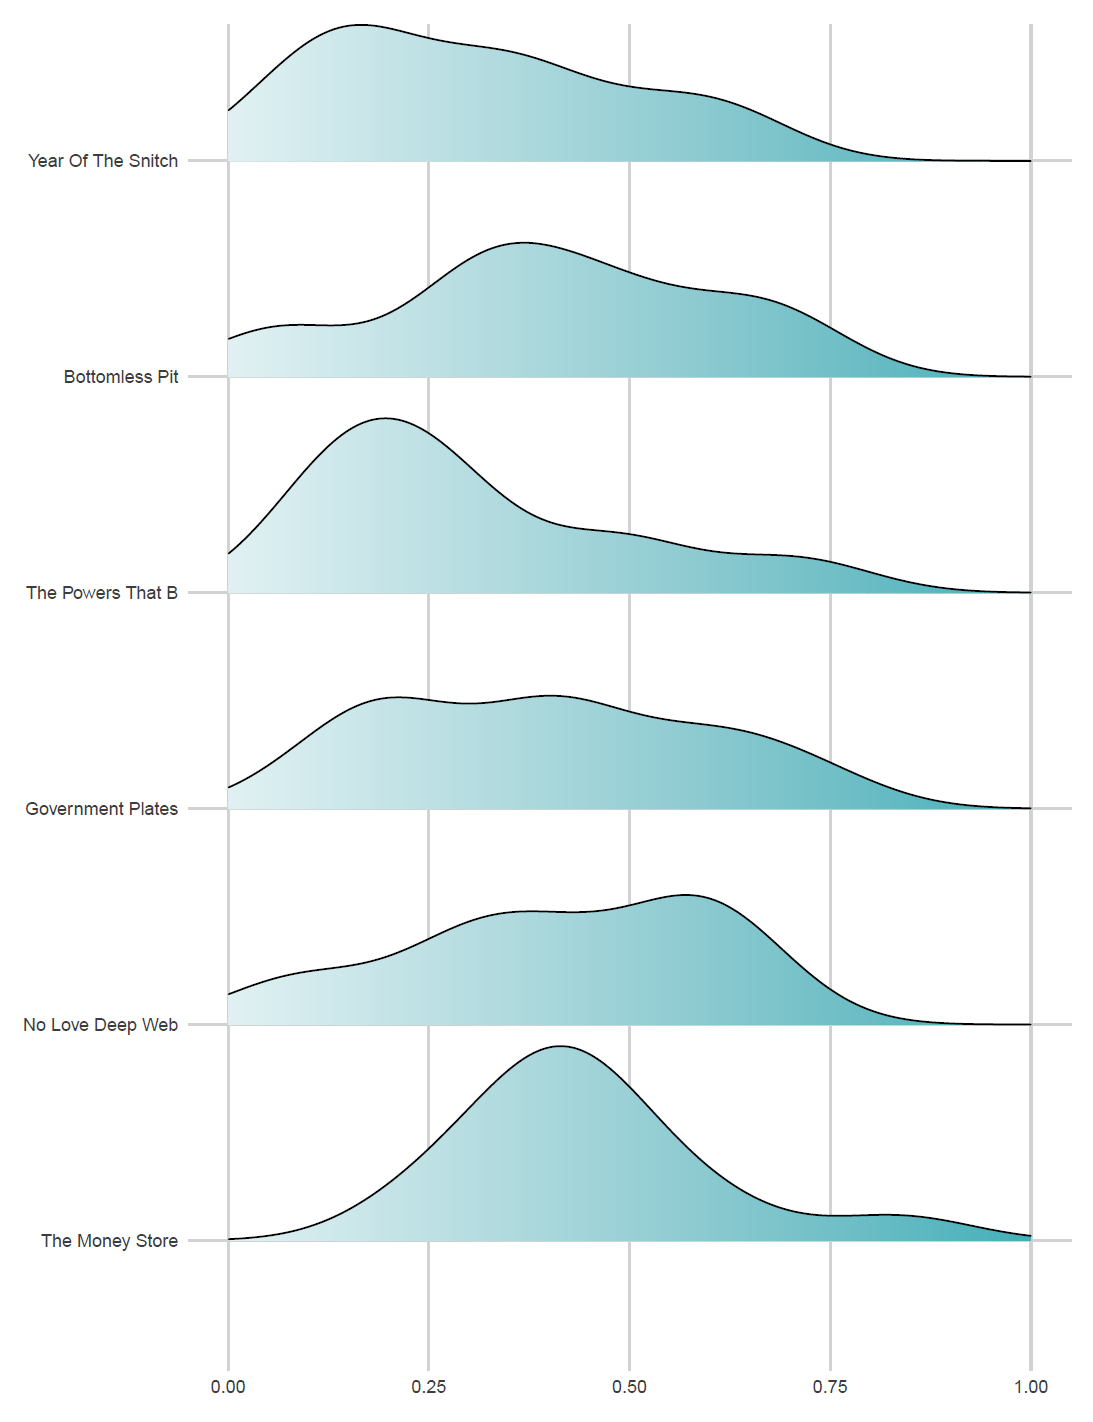 Year Of The Snitch
Bottomless Pit
The Powers That B
Government Plates
No Love Deep Web
The Money Store
0.00 0.25 0.50 0.75 1.00